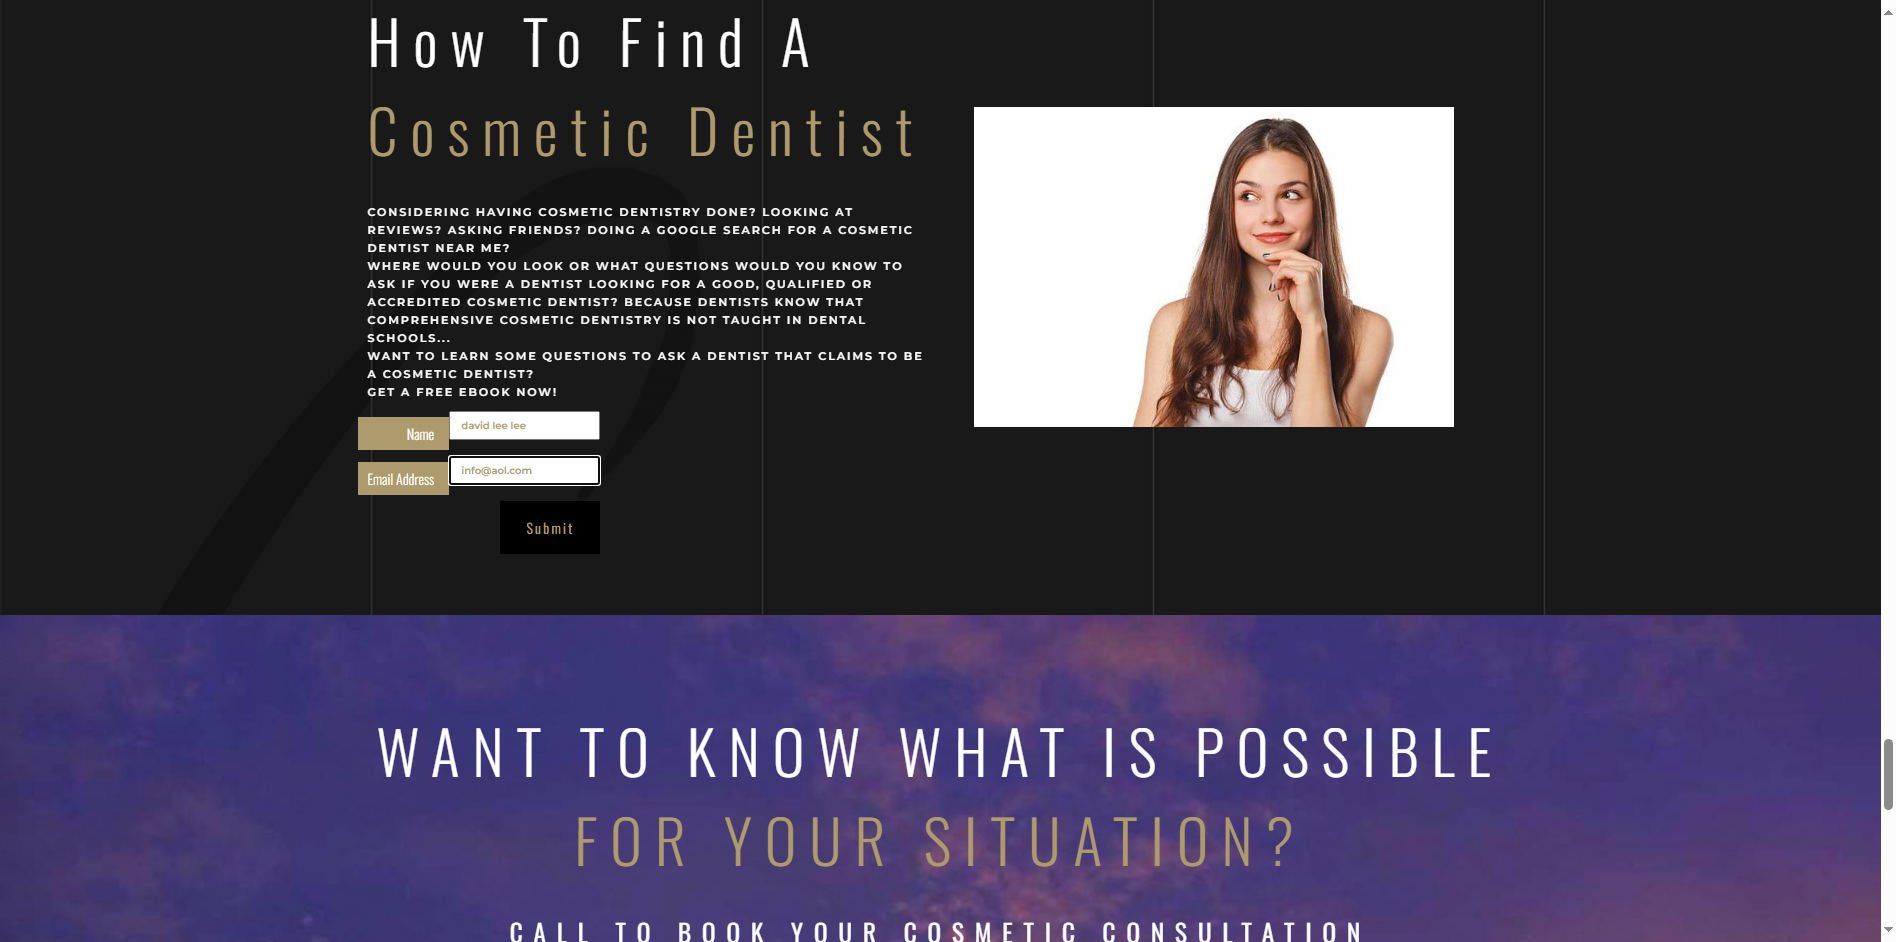 How To Find A
Cosmetic Dentist
CONSIDERING HAVING COSMETIC DENTISTRY DONE? LOOKING AT
REVIEWS? ASKING FRIENDS? DOING A GOOGLE SEARCH FOR A COSMETIC
DENTIST NEAR ME?
WHERE WOULD YOU LOOK OR WHAT QUESTIONS WOULD YOU KNOW TO
ASK IF YOU WERE A DENTIST LOOKING FOR A GOOD, QUALIFIED OR
ACCREDITED COSMETIC DENTIST? BECAUSE DENTISTS KNOW THAT
COMPREHENSIVE COSMETIC DENTISTRY IS NOT TAUGHT IN DENTAL
SCHOOLS...
WANT TO LEARN SOME QUESTIONS TO ASK A DENTIST THAT CLAIMS TO BE
A COSMETIC DENTIST?
GET A FREE EBOOK NOW!
Name david lee lee
Email Address info@aol.com
Submit
WANT TO KNOW WHAT IS POSSIBLE
FOR YOUR SITUATION?
CALL TO BOOK YOUR COSMETIC CONSULTATION